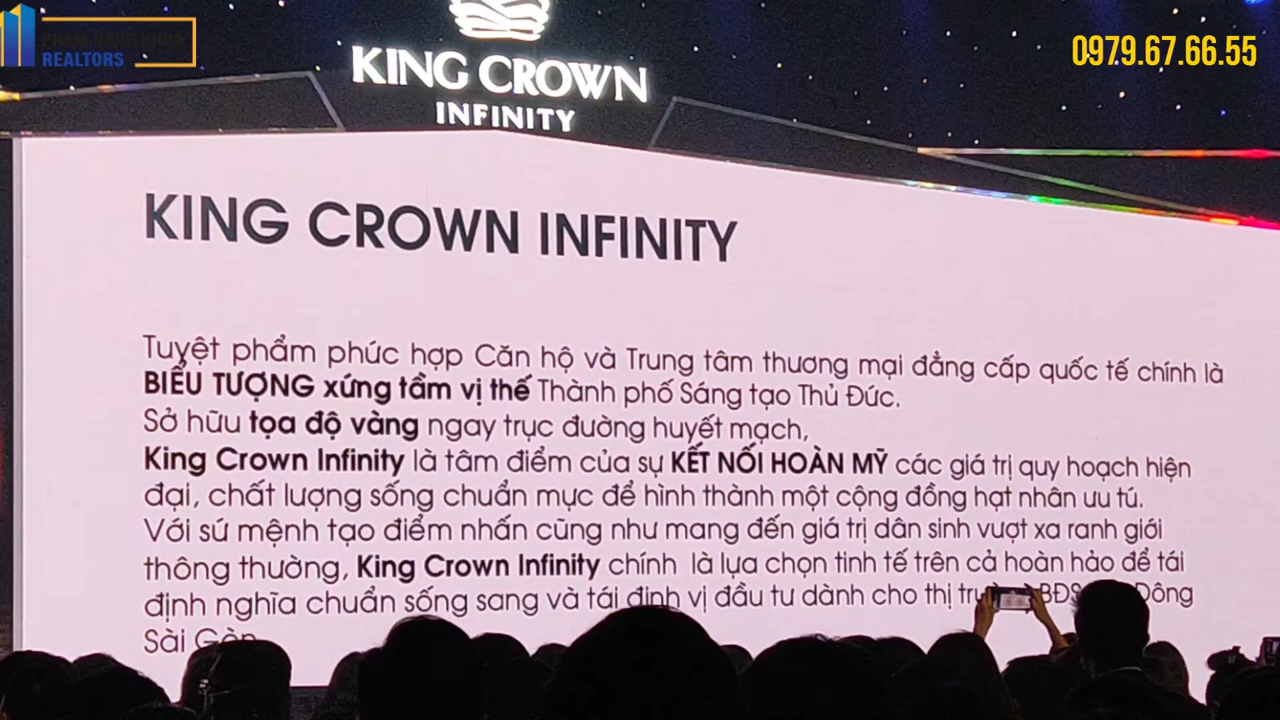 REALTORS
0979.67.66.55
KING CROWN
INFINITY
KING CROWN INFINITY
Tuyệt phẩm phức hợp Căn hộ và Trung tâm thương mại đẳng cấp quốc tế chính là
BIỂU TƯỢNG xứng tầm vị thế Thành phố Sáng tạo Thủ Đức.
Sở hữu tọa độ vàng ngay trục đường huyết mạch,
King Crown Infinity là tâm điểm của sự KẾT NỐI HOÀN MỸ các giá trị quy hoạch hiện
đại, chất lượng sống chuẩn mực để hình thành một cộng đồng hạt nhân ưu tú.
Với sứ mệnh tạo điểm nhấn cũng như mang đến giá trị dân sinh vượt xa ranh giới
thông thường, King Crown Infinity chính là lựa chọn tinh tế trên cả hoàn hảo để tái
định nghĩa chuẩn sống sang và tái định vị đầu tư dành cho thị BĐS Đông
Sài